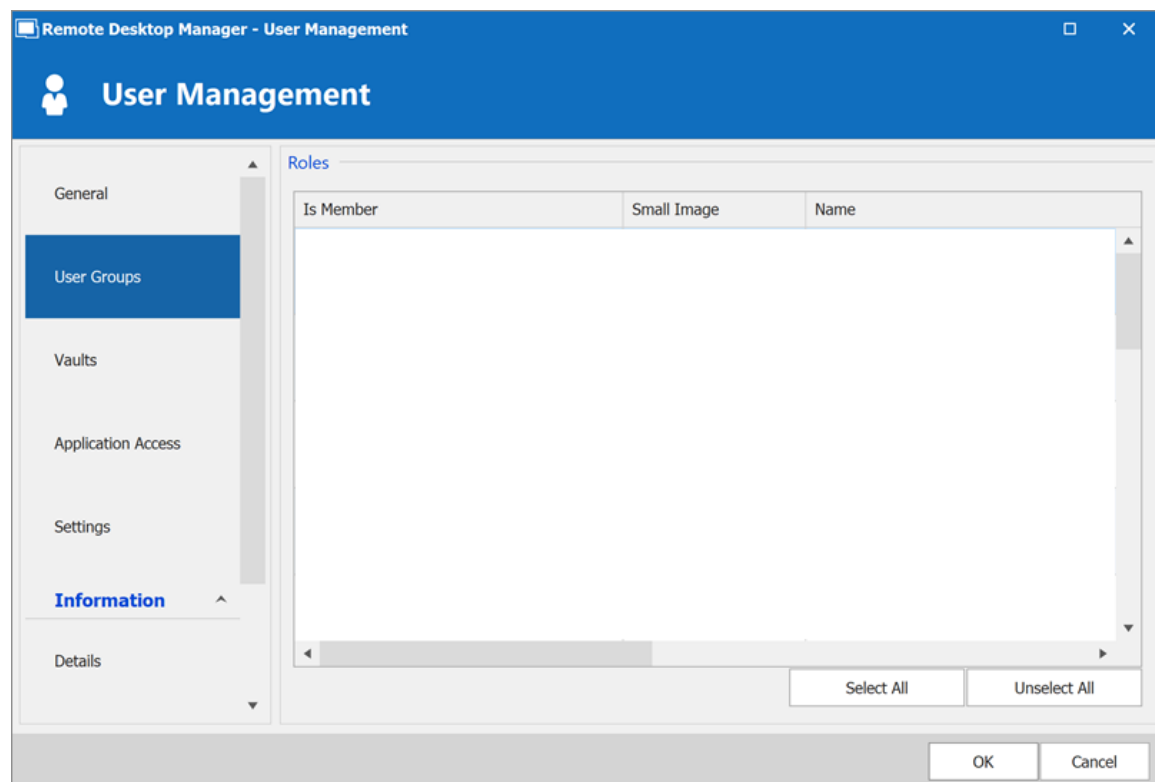 Remote Desktop Manager - User Management
User Management
General
User Groups
Vaults
Application Access
Settings
Information
Details
Roles
Is Member Small Image Name
Select All Unselect All
OK Cancel